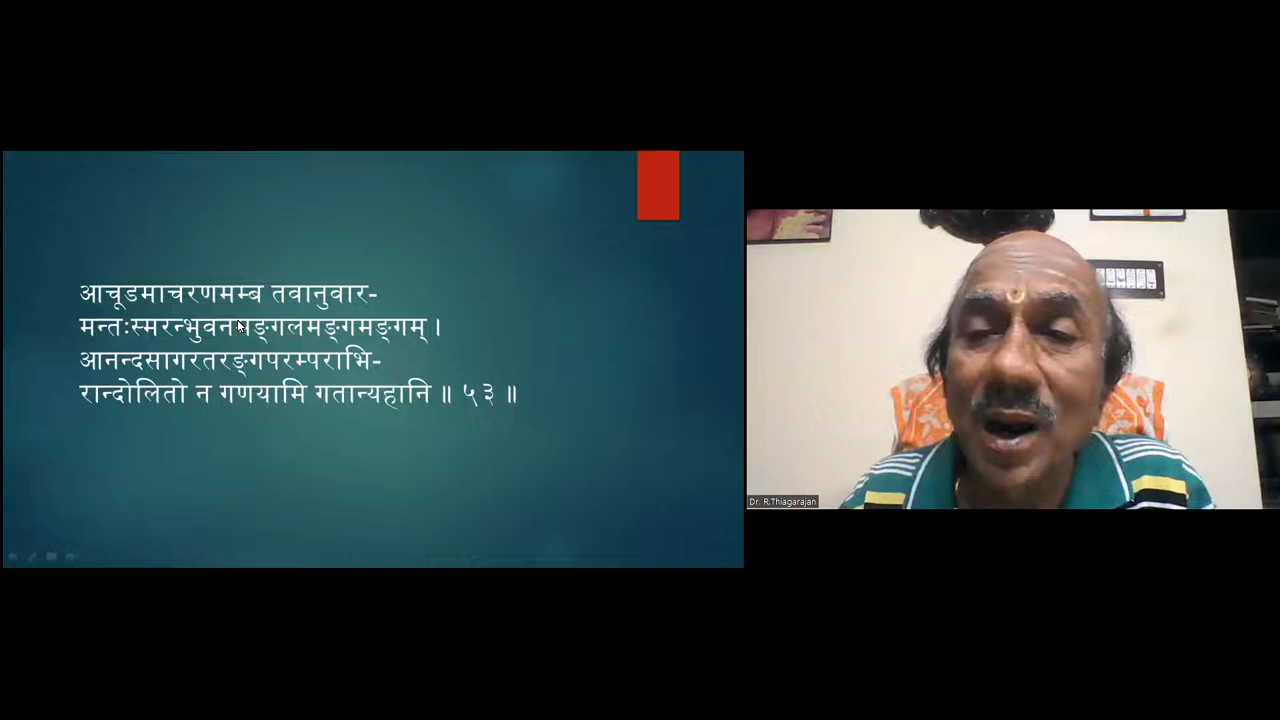 आचूडमाचरणमम्ब तवानुवार-
मन्तःस्मरन्भुवनमङ्गलमङ्गमङ्गम् ।
आनन्दसागरतरङ्गपरम्पराभि-
रान्दोलितो न गणयामि गतान्यहानि ॥ ५३ ॥
Dr. R.Thiagarajan